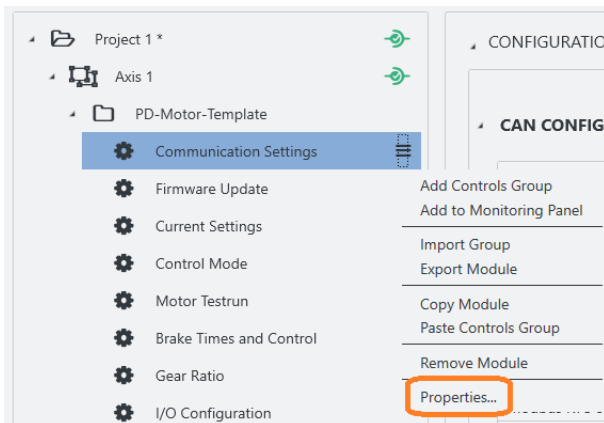 Project 1 *
Axis 1
PD-Motor-Template
Communication Settings
Firmware Update
Current Settings
Control Mode
Motor Testrun
Brake Times and Control
Gear Ratio
I/O Configuration
CONFIGURATIO
CAN CONFIG
Add Controls Group
Add to Monitoring Panel
Import Group
Export Module
Copy Module
Paste Controls Group
Remove Module
Properties...